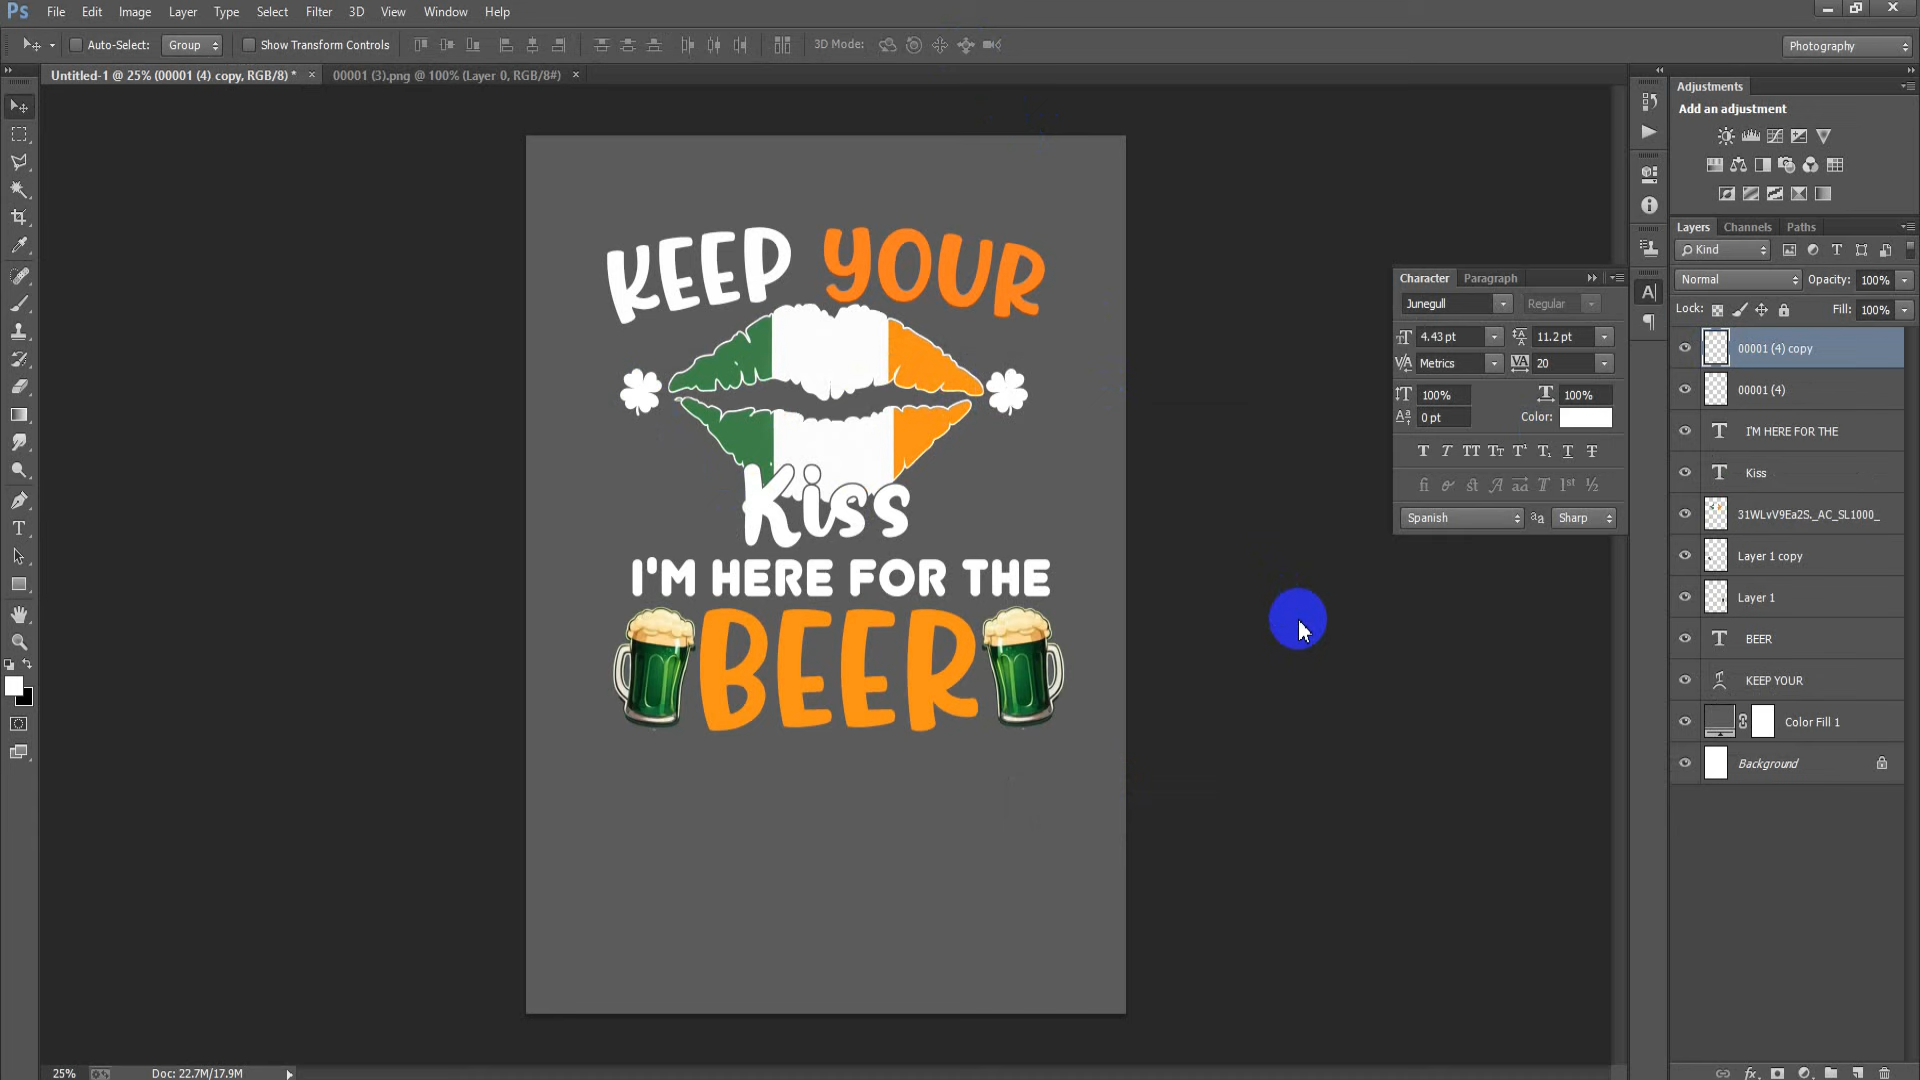 Ps File Edit Image Layer Type Select Filter 3D View Window Help
Auto-Select: Group Show Transform Controls 3D Mode: Photography
Untitled-1 @ 25% (00001 (4) copy, RGB/8) * × 00001 (3).png @ 100% (Layer 0, RGB/8#) ×
Adjustments
Add an adjustment
Layers Channels Paths
Kind
Normal Opacity: 100%
Lock: Fill: 100%
00001 (4) copy
00001 (4)
I'M HERE FOR THE
Kiss
31WLvV9Ea2S._AC_SL1000_
Layer 1 copy
Layer 1
BEER
KEEP YOUR
Color Fill 1
Background
Character Paragraph
Junegull Regular
4.43 pt 11.2 pt
Metrics 20
100% 100%
0 pt Color:
Spanish Sharp
KEEP YOUR
Kiss
I'M HERE FOR THE
BEER
25% Doc: 22.7M/17.9M